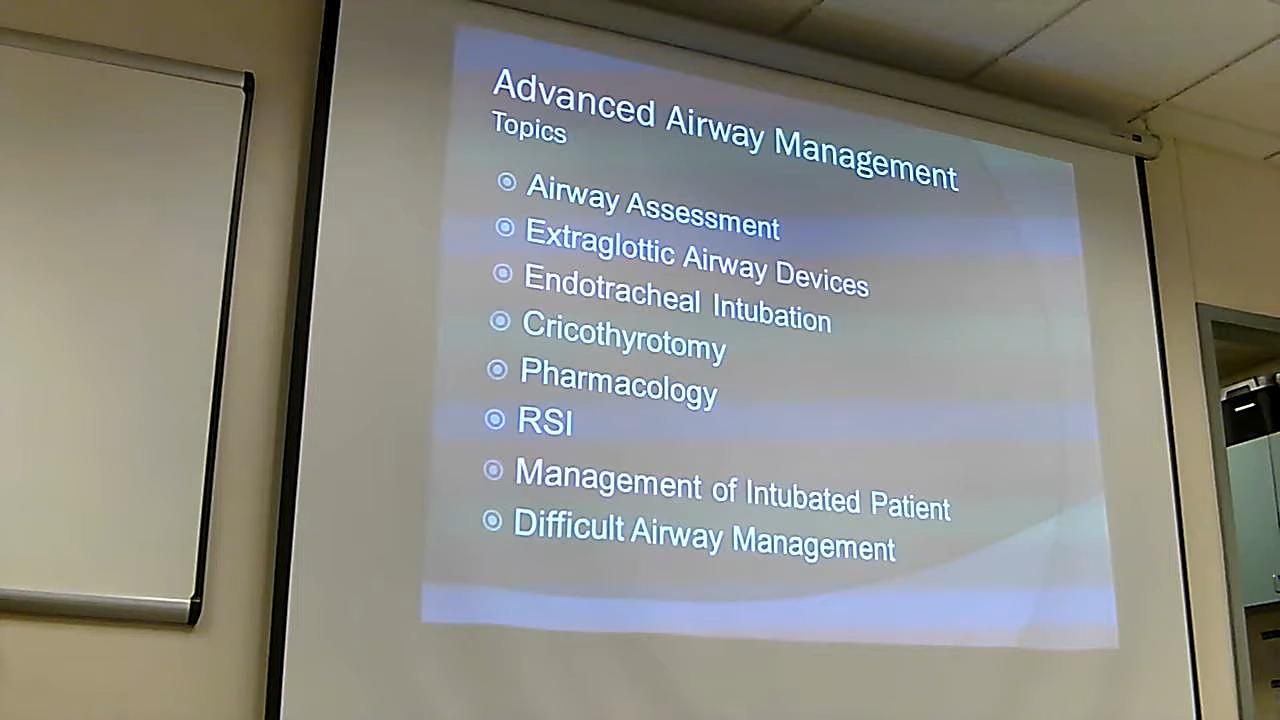 Advanced Airway Management
Topics
Airway Assessment
Extraglottic Airway Devices
Endotracheal Intubation
Cricothyrotomy
Pharmacology
RSI
Management of Intubated Patient
Difficult Airway Management